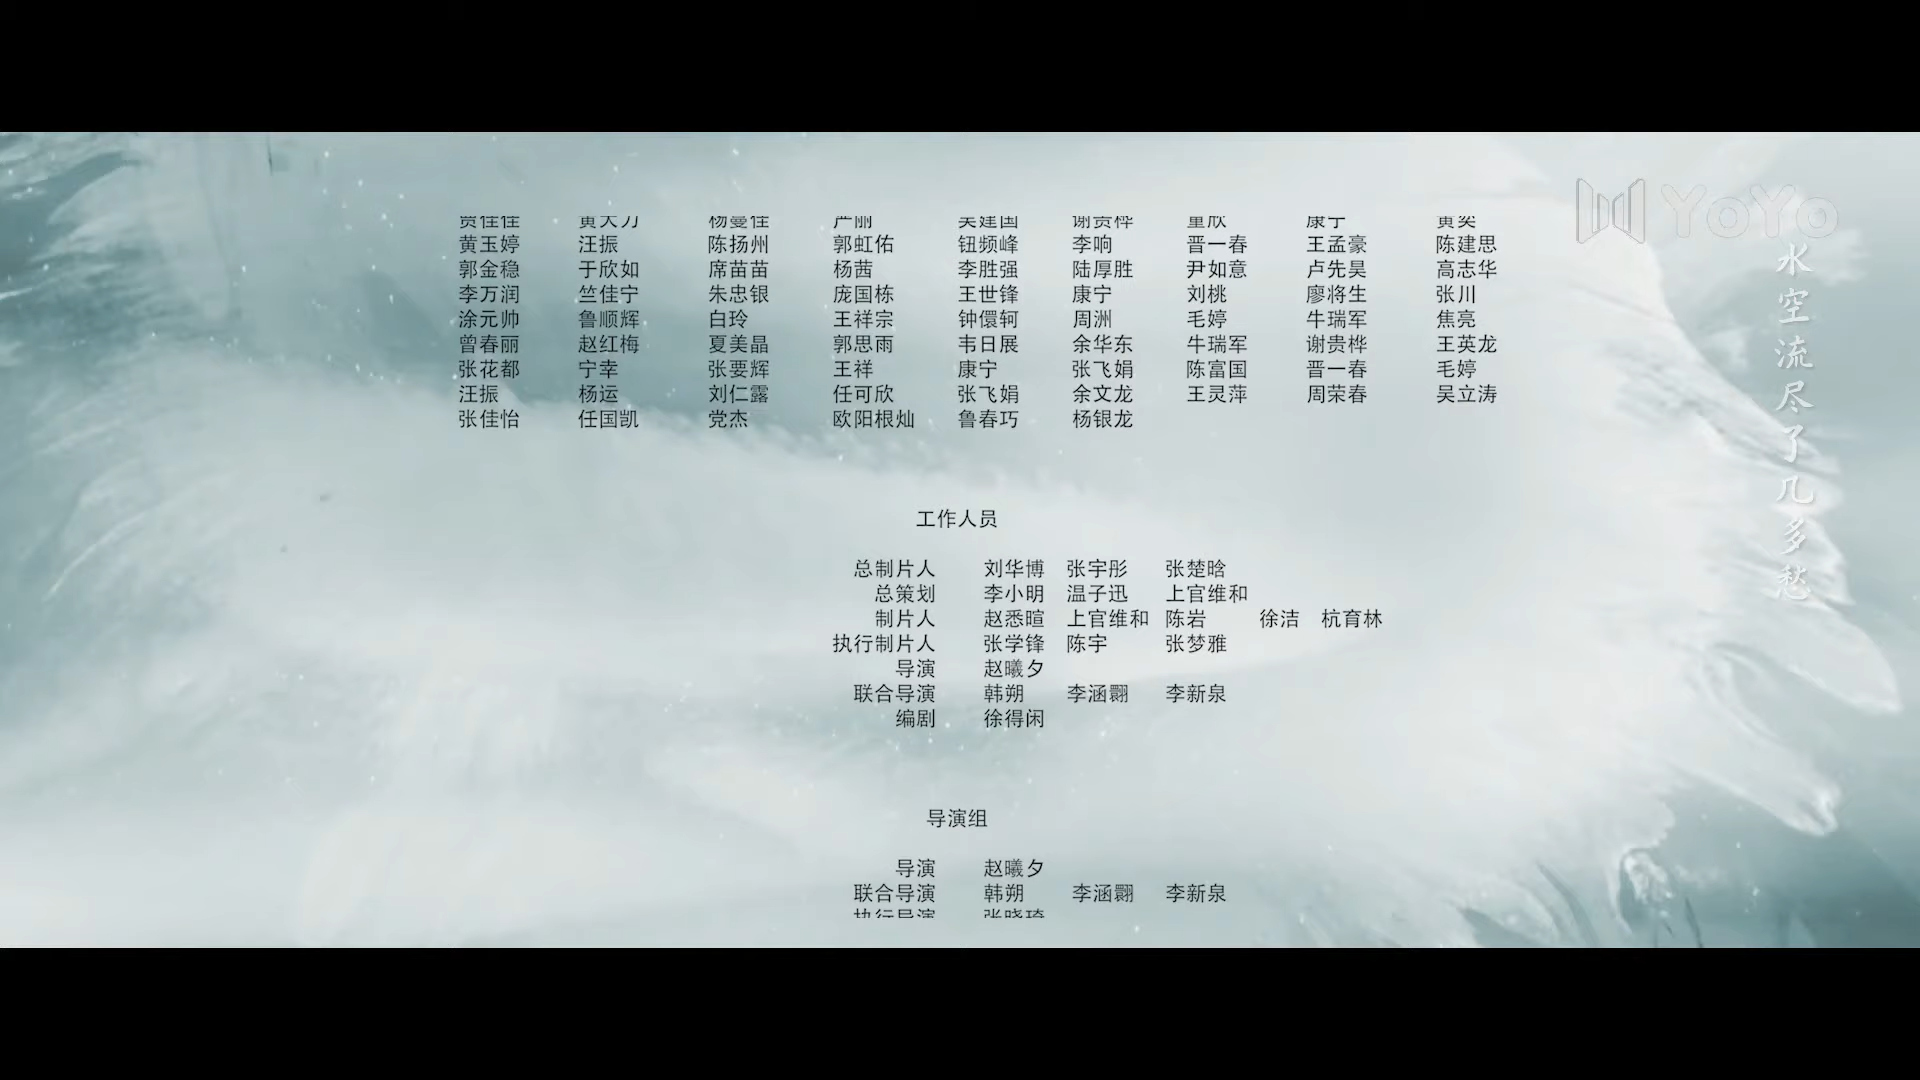 黄玉婷 汪振 陈扬州 郭虹佑 钮频峰 李响 晋一春 王孟豪 陈建思
郭金稳 于欣如 席苗苗 杨茜 李胜强 陆厚胜 尹如意 卢先昊 高志华
李万润 竺佳宁 朱忠银 庞国栋 王世锋 康宁 刘桃 廖将生 张川
涂元帅 鲁顺辉 白玲 王祥宗 钟儇轲 周洲 毛婷 牛瑞军 焦亮
曾春丽 赵红梅 夏美晶 郭思雨 韦日展 余华东 牛瑞军 谢贵桦 王英龙
张花都 宁幸 张要辉 王祥 康宁 张飞娟 陈富国 晋一春 毛婷
汪振 杨运 刘仁露 任可欣 张飞娟 余文龙 王灵萍 周荣春 吴立涛
张佳怡 任国凯 党杰 欧阳根灿 鲁春巧 杨银龙
工作人员
总制片人 刘华博 张宇彤 张楚晗
总策划 李小明 温子迅 上官维和
制片人 赵悉暄 上官维和 陈岩 徐洁 杭育林
执行制片人 张学锋 陈宇 张梦雅
导演 赵曦夕
联合导演 韩朔 李涵翾 李新泉
编剧 徐得闲
导演组
导演 赵曦夕
联合导演 韩朔 李涵翾 李新泉
执行导演 张晓琦
YoYo
水空流尽了几多愁